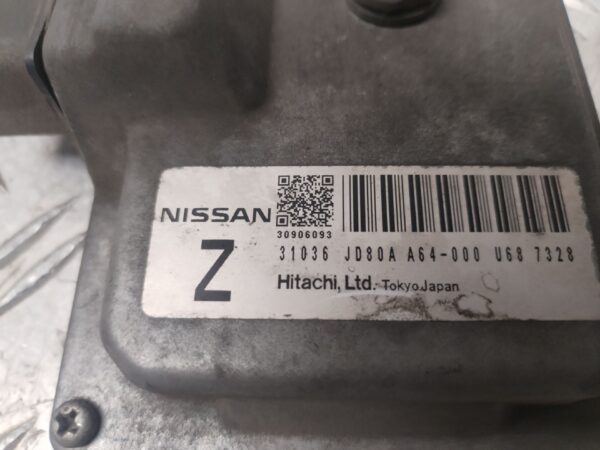 NISSAN
30906093
Z
31036 JD80A A64-000 U68 7328
Hitachi, Ltd. Tokyo Japan